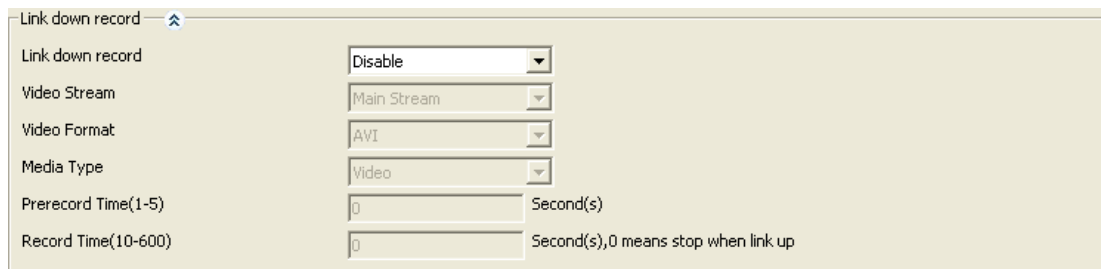 Link down record
Link down record Disable
Video Stream Main Stream
Video Format AVI
Media Type Video
Prerecord Time(1-5) 0 Second(s)
Record Time(10-600) 0 Second(s),0 means stop when link up